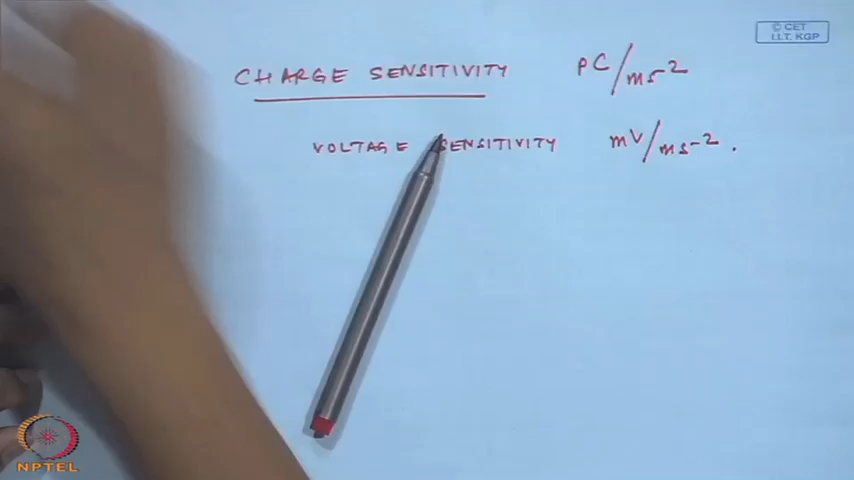 © CET
I.I.T. KGP
CHARGE SENSITIVITY pC/ms-2
VOLTAGE SENSITIVITY mV/ms-2.
NPTEL